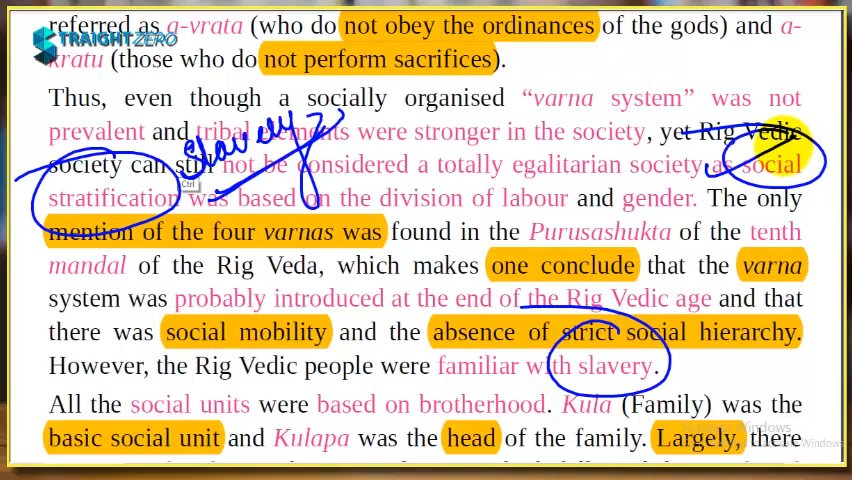 referred as a-vrata (who do not obey the ordinances of the gods) and a-
STRAIGHTZERO
kratu (those who do not perform sacrifices).
Thus, even though a socially organised “varna system” was not
prevalent and tribal elements were stronger in the society, yet Rig Vedic
slavery
society can still not be considered a totally egalitarian society as social
Ctrl
stratification was based on the division of labour and gender. The only
mention of the four varnas was found in the Purusashukta of the tenth
mandal of the Rig Veda, which makes one conclude that the varna
system was probably introduced at the end of the Rig Vedic age and that
there was social mobility and the absence of strict social hierarchy.
However, the Rig Vedic people were familiar with slavery.
All the social units were based on brotherhood. Kula (Family) was the
basic social unit and Kulapa was the head of the family. Largely, there